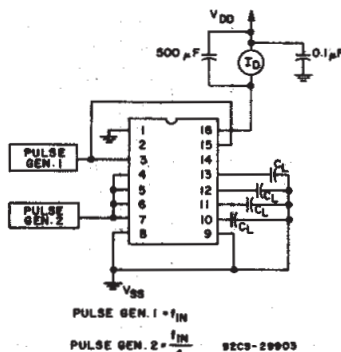 VDD
500 µF
ID
0.1µF
1 16
2 15
3 14
4 13
5 12
6 11
7 10
8 9
PULSE
GEN. 1
PULSE
GEN. 2
CL
CL
CL
CL
VSS
PULSE GEN. 1 = fIN
PULSE GEN. 2 = fIN
92CS-29903